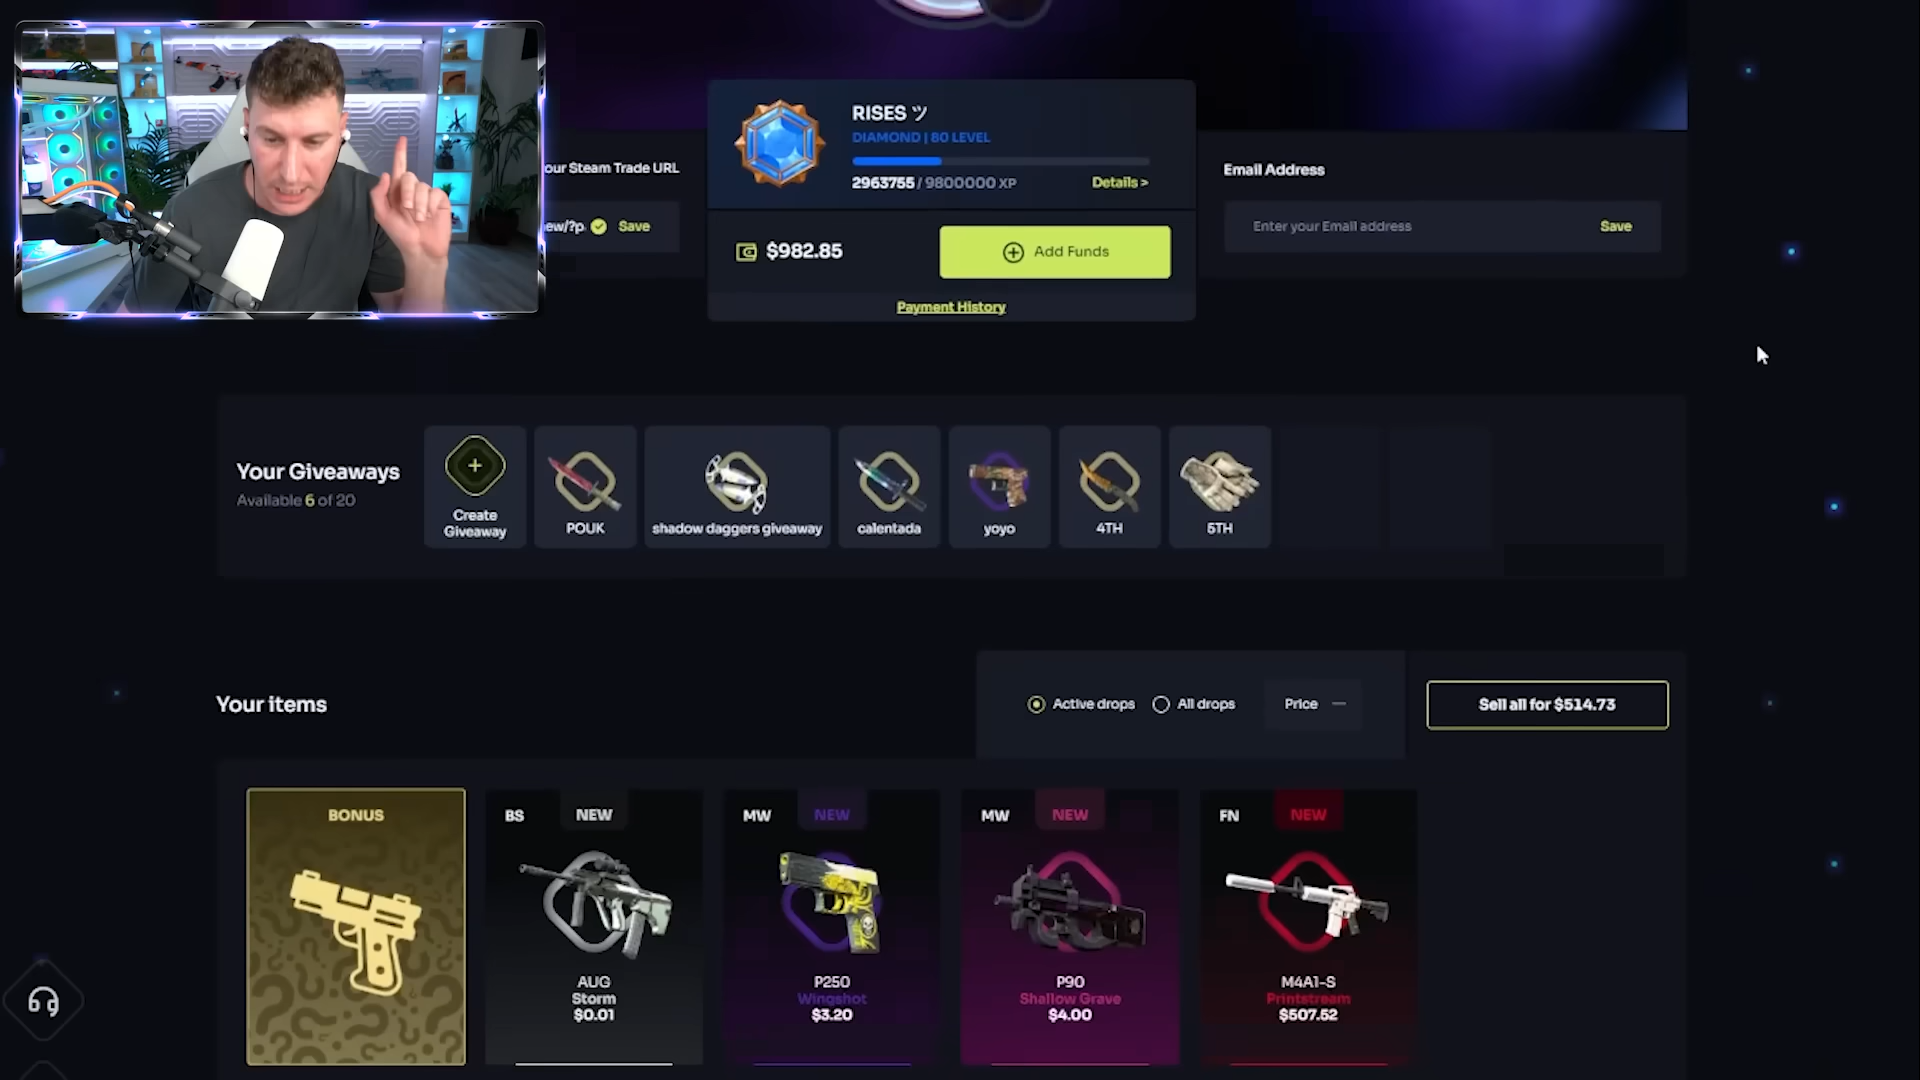 RISES ツ
DIAMOND | 80 LEVEL
2963755 / 9800000 XP
Details >
our Steam Trade URL
ew/?p
Save
$982.85
Add Funds
Payment History
Email Address
Enter your Email address
Save
Your Giveaways
Available 6 of 20
+
Create
Giveaway
POUK
shadow daggers giveaway
calentada
yoyo
4TH
5TH
Your items
Active drops
All drops
Price
Sell all for $514.73
BONUS
BS NEW
AUG
Storm
$0.01
MW NEW
P250
Wingshot
$3.20
MW NEW
P90
Shallow Grave
$4.00
FN NEW
M4A1-S
Printstream
$507.52